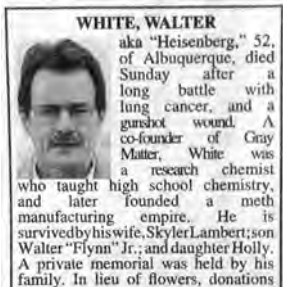 WHITE, WALTER
aka "Heisenberg," 52,
of Albuquerque, died
Sunday after a
long battle with
lung cancer, and a
gunshot wound. A
co-founder of Gray
Matter, White was
a research chemist
who taught high school chemistry,
and later founded a meth
manufacturing empire. He is
survivedbyhiswife,SkylerLambert;son
Walter "Flynn" Jr.; and daughter Holly.
A private memorial was held by his
family. In lieu of flowers, donations